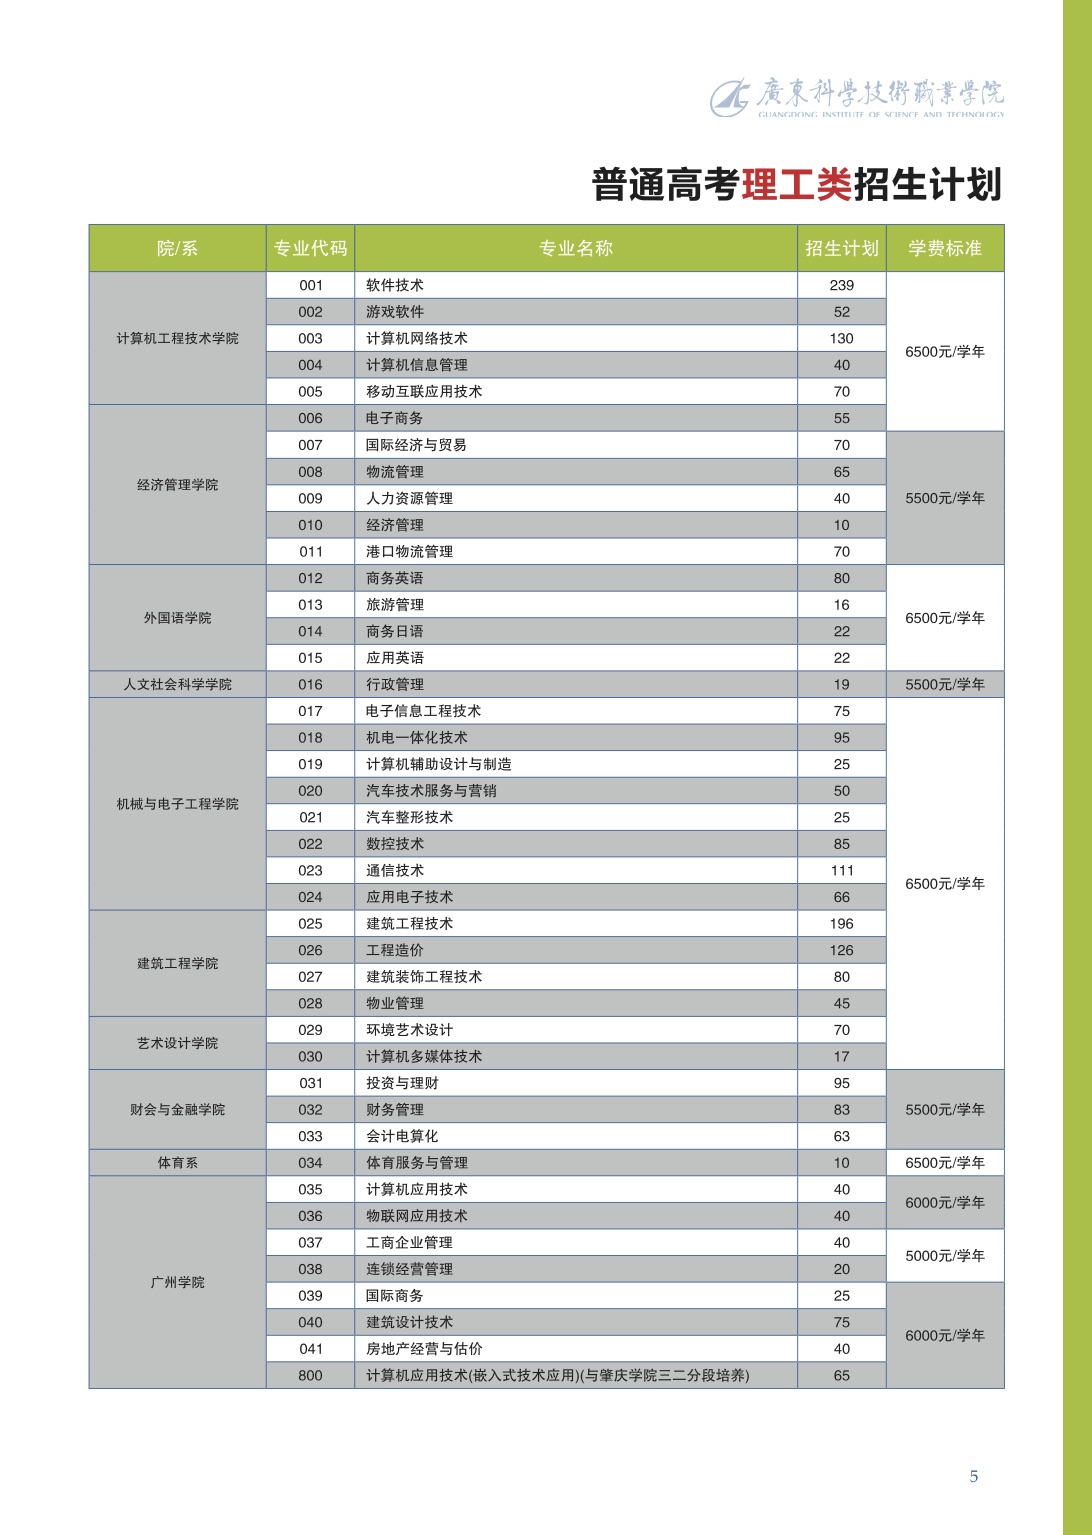 廣東科學技術職業學院
GUANGDONG INSTITUTE OF SCIENCE AND TECHNOLOGY
普通高考理工类招生计划
院/系 专业代码 专业名称 招生计划 学费标准
计算机工程技术学院 001 软件技术 239 6500元/学年
002 游戏软件 52
003 计算机网络技术 130
004 计算机信息管理 40
005 移动互联应用技术 70
经济管理学院 006 电子商务 55
007 国际经济与贸易 70 5500元/学年
008 物流管理 65
009 人力资源管理 40
010 经济管理 10
011 港口物流管理 70
外国语学院 012 商务英语 80 6500元/学年
013 旅游管理 16
014 商务日语 22
015 应用英语 22
人文社会科学学院 016 行政管理 19 5500元/学年
机械与电子工程学院 017 电子信息工程技术 75 6500元/学年
018 机电一体化技术 95
019 计算机辅助设计与制造 25
020 汽车技术服务与营销 50
021 汽车整形技术 25
022 数控技术 85
023 通信技术 111
024 应用电子技术 66
建筑工程学院 025 建筑工程技术 196
026 工程造价 126
027 建筑装饰工程技术 80
028 物业管理 45
艺术设计学院 029 环境艺术设计 70
030 计算机多媒体技术 17
财会与金融学院 031 投资与理财 95 5500元/学年
032 财务管理 83
033 会计电算化 63
体育系 034 体育服务与管理 10 6500元/学年
广州学院 035 计算机应用技术 40 6000元/学年
036 物联网应用技术 40
037 工商企业管理 40 5000元/学年
038 连锁经营管理 20
039 国际商务 25 6000元/学年
040 建筑设计技术 75
041 房地产经营与估价 40
800 计算机应用技术(嵌入式技术应用)(与肇庆学院三二分段培养) 65
5